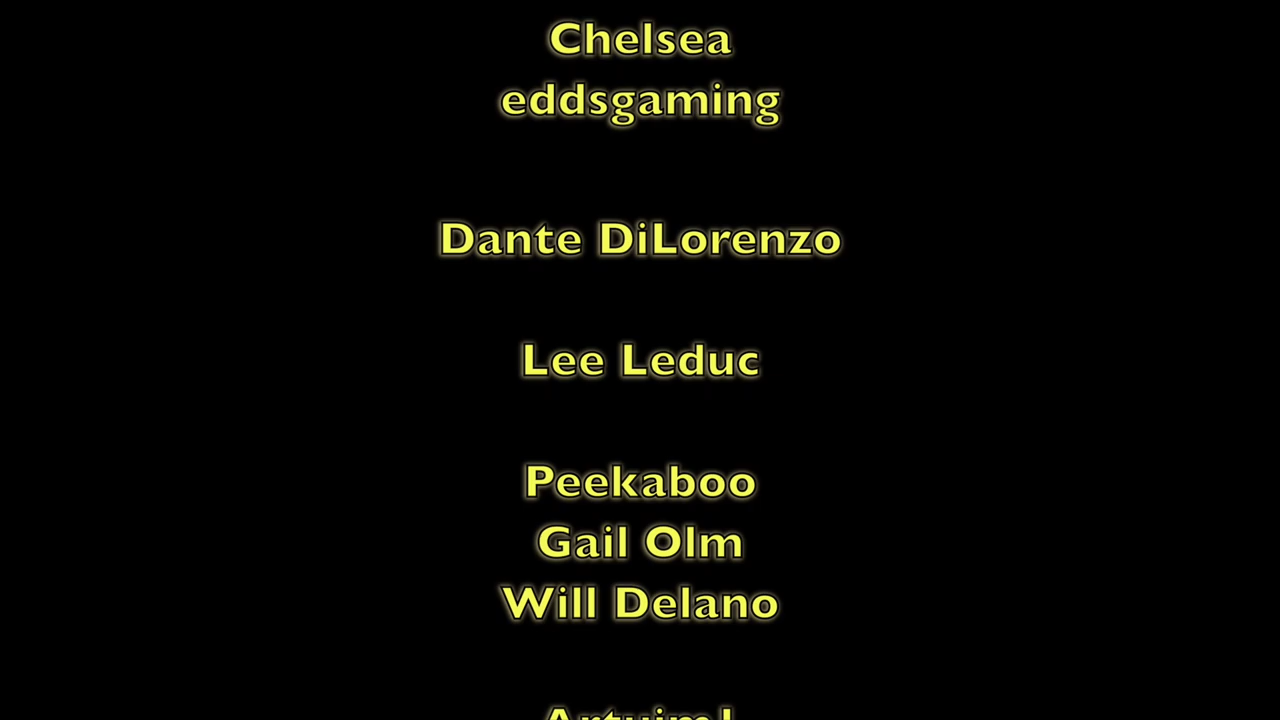 Chelsea
eddsgaming
Dante DiLorenzo
Lee Leduc
Peekaboo
Gail Olm
Will Delano